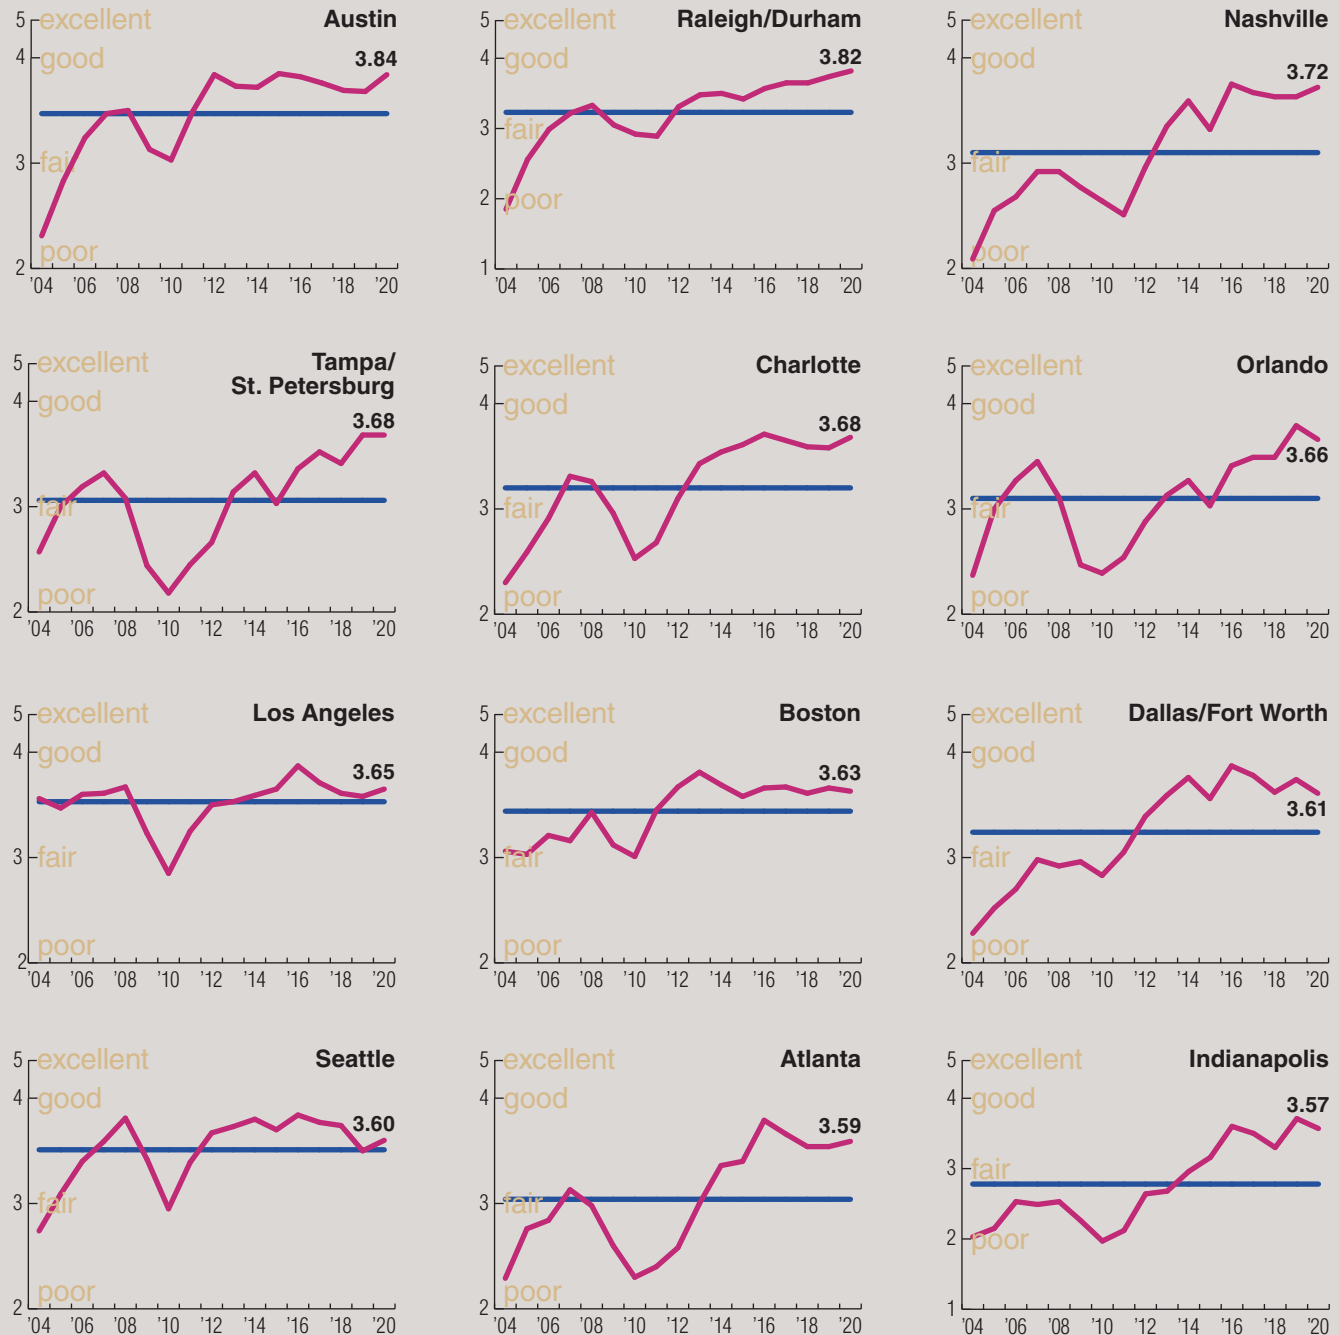 5 excellent Austin
4 good 3.84
3 fair
poor
2
'04 '06 '08 '10 '12 '14 '16 '18 '20
5 excellent Raleigh/Durham
4 good 3.82
3 fair
2 poor
1
'04 '06 '08 '10 '12 '14 '16 '18 '20
5 excellent Nashville
4 good 3.72
3 fair
poor
2
'04 '06 '08 '10 '12 '14 '16 '18 '20
5 excellent Tampa/
St. Petersburg
4 good
3.68
3 fair
poor
2
'04 '06 '08 '10 '12 '14 '16 '18 '20
5 excellent Charlotte
4 good
3.68
3 fair
poor
2
'04 '06 '08 '10 '12 '14 '16 '18 '20
5 excellent Orlando
4 good
3.66
3 fair
poor
2
'04 '06 '08 '10 '12 '14 '16 '18 '20
5 excellent Los Angeles
4 good
3.65
3 fair
poor
2
'04 '06 '08 '10 '12 '14 '16 '18 '20
5 excellent Boston
4 good
3.63
3 fair
poor
2
'04 '06 '08 '10 '12 '14 '16 '18 '20
5 excellent Dallas/Fort Worth
4 good
3.61
3 fair
poor
2
'04 '06 '08 '10 '12 '14 '16 '18 '20
5 excellent Seattle
4 good
3.60
3 fair
poor
2
'04 '06 '08 '10 '12 '14 '16 '18 '20
5 excellent Atlanta
4 good
3.59
3 fair
poor
2
'04 '06 '08 '10 '12 '14 '16 '18 '20
5 excellent Indianapolis
4 good
3.57
3 fair
2 poor
1
'04 '06 '08 '10 '12 '14 '16 '18 '20